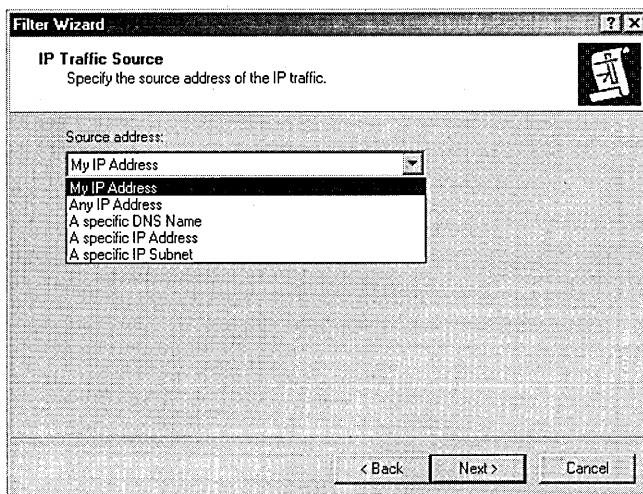 Filter Wizard
IP Traffic Source
Specify the source address of the IP traffic.
Source address:
My IP Address
My IP Address
Any IP Address
A specific DNS Name
A specific IP Address
A specific IP Subnet
< Back
Next >
Cancel